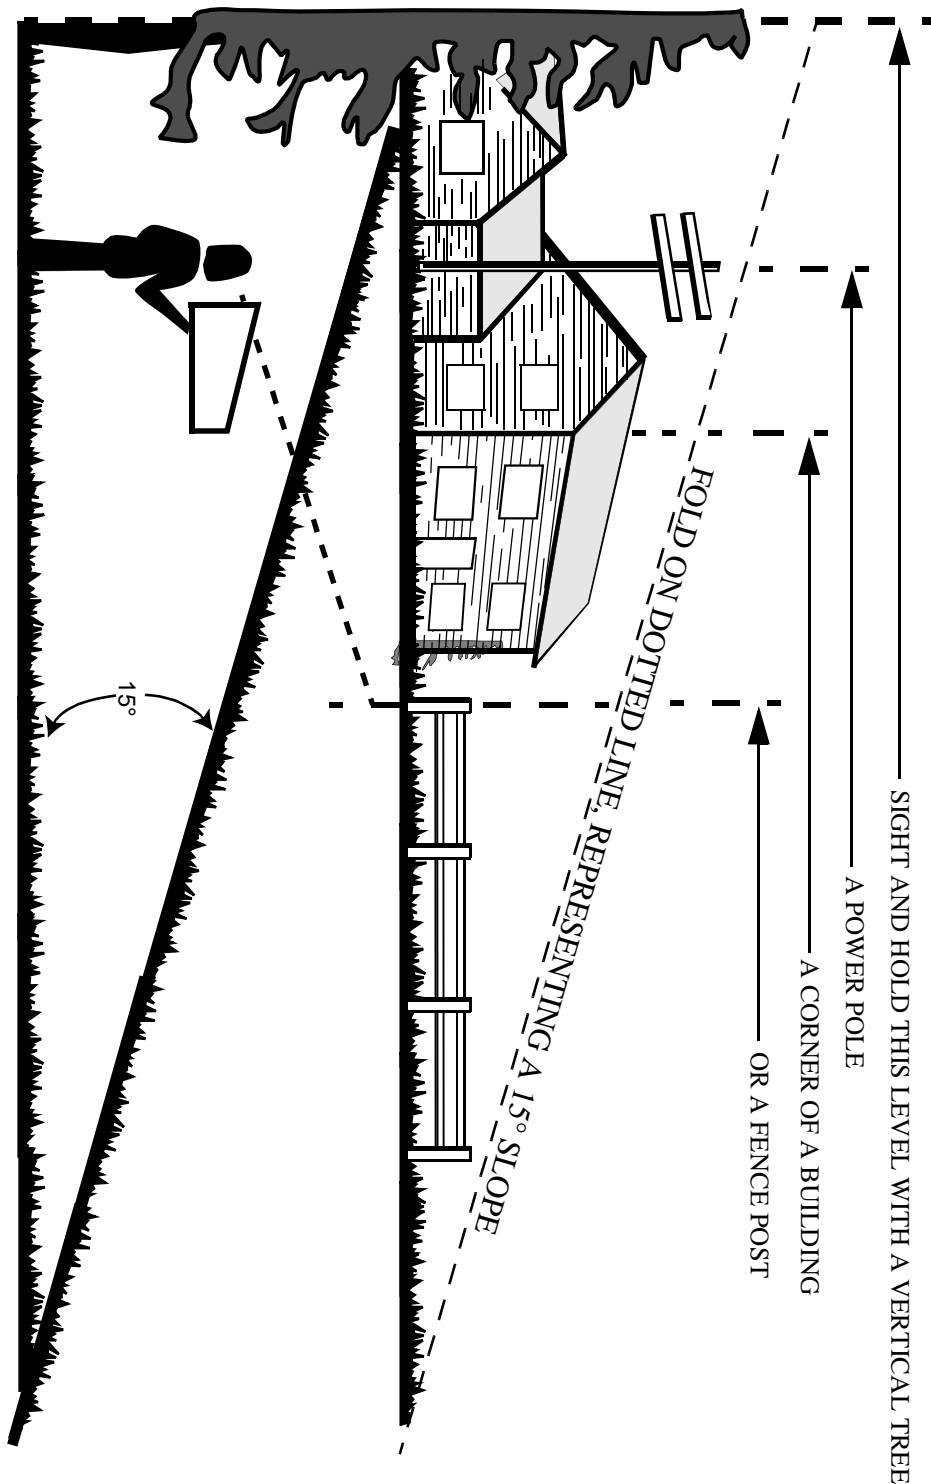 SIGHT AND HOLD THIS LEVEL WITH A VERTICAL TREE
A POWER POLE
A CORNER OF A BUILDING
OR A FENCE POST
FOLD ON DOTTED LINE, REPRESENTING A 15° SLOPE
15°